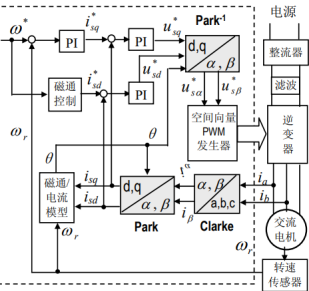 电源
ω*
i*sq
u*sq
Park⁻¹
PI
PI
d,q
α, β
整流器
磁通
控制
i*sd
PI
u*sd
滤波
u*sα
u*sβ
空间向量
PWM
发生器
逆
变
器
ωr
θ
θ
磁通/
电流
模型
isq
isd
d,q
α, β
Park
iα
iβ
α, β
a,b,c
Clarke
ia
ib
交流
电机
ωr
ωr
转速
传感器